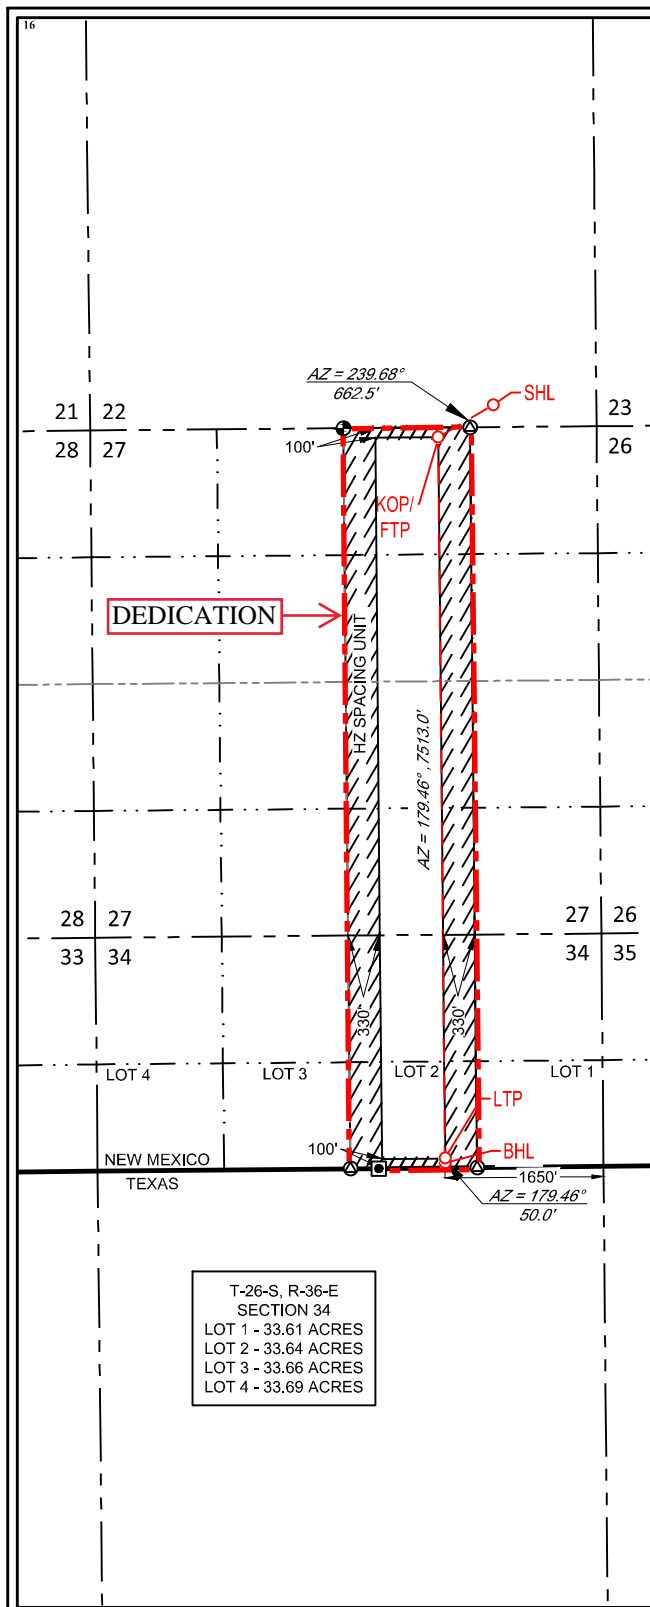 16
AZ = 239.68°
662.5'
SHL
21 22
23
28 27
26
100'
KOP/
FTP
DEDICATION
HZ SPACING UNIT
AZ = 179.46°, 7513.0'
28 27
27 26
33 34
34 35
330'
330'
LOT 4
LOT 3
LOT 2
LOT 1
LTP
100'
BHL
NEW MEXICO
TEXAS
1650'
AZ = 179.46°
50.0'
T-26-S, R-36-E
SECTION 34
LOT 1 - 33.61 ACRES
LOT 2 - 33.64 ACRES
LOT 3 - 33.66 ACRES
LOT 4 - 33.69 ACRES